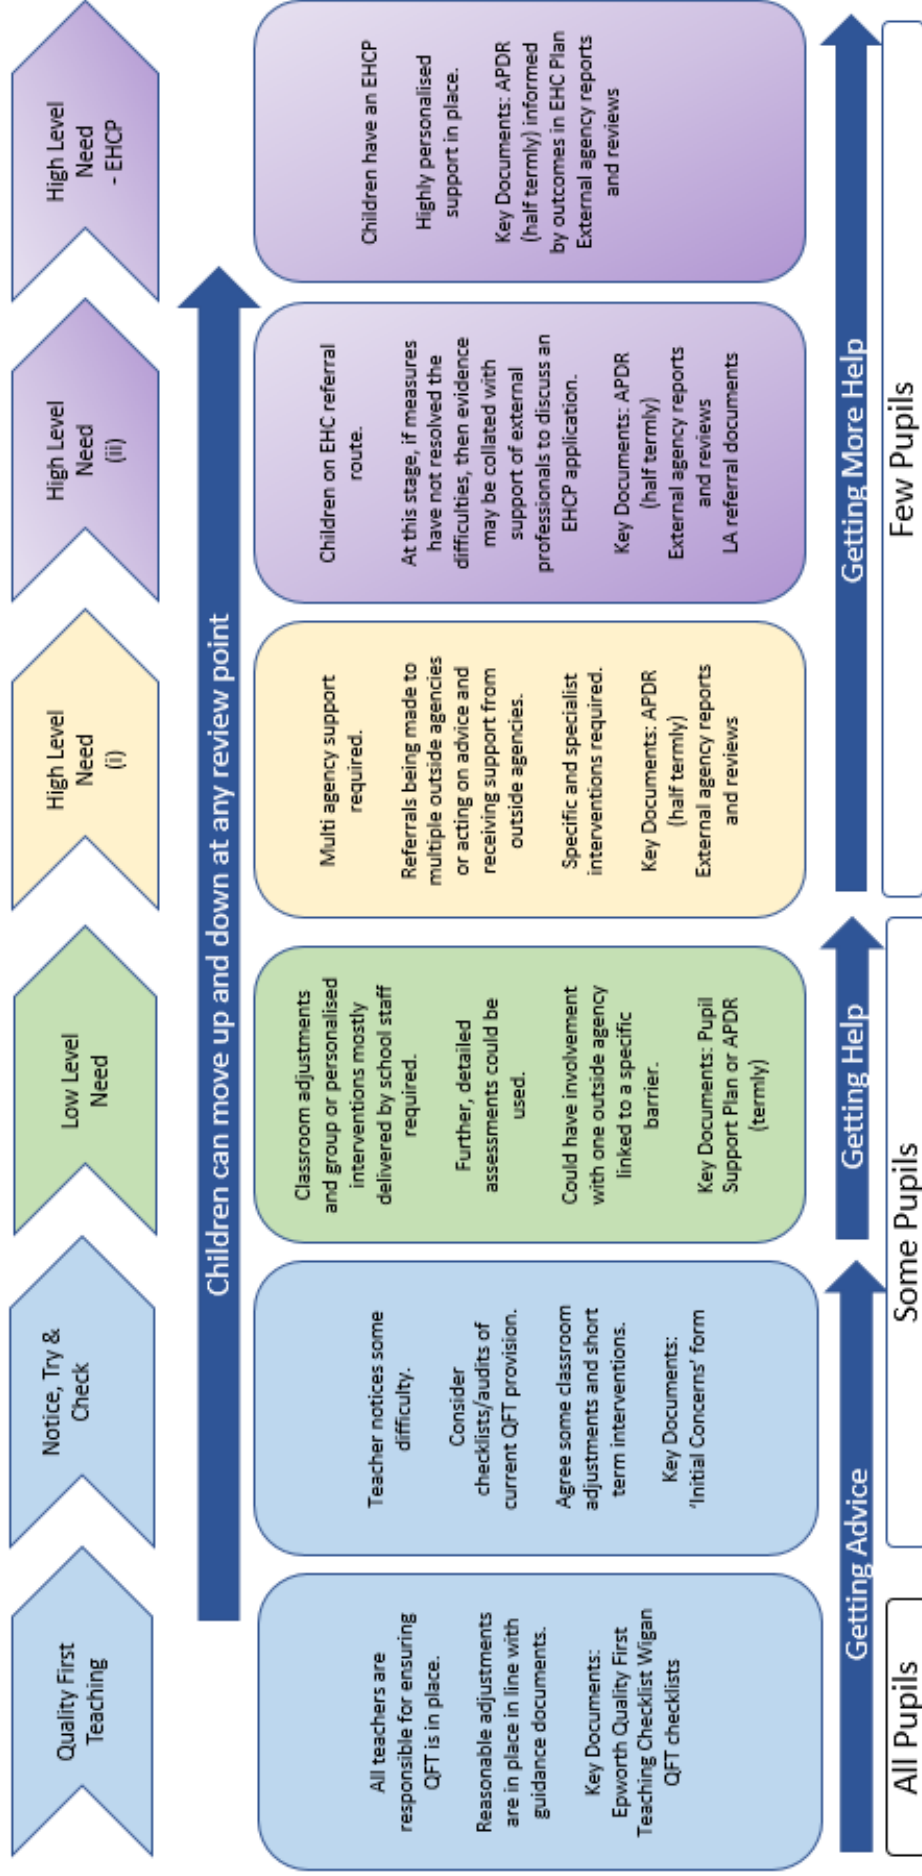 Quality First
Teaching
Notice, Try &
Check
Low Level
Need
High Level
Need
(i)
High Level
Need
(ii)
High Level
Need
- EHCP
Children can move up and down at any review point
All teachers are
responsible for ensuring
QFT is in place.
Reasonable adjustments
are in place in line with
guidance documents.
Key Documents:
Epworth Quality First
Teaching Checklist Wigan
QFT checklists
Teacher notices some
difficulty.
Consider
checklists/audits of
current QFT provision.
Agree some classroom
adjustments and short
term interventions.
Key Documents:
'Initial Concerns' form
Classroom adjustments
and group or personalised
interventions mostly
delivered by school staff
required.
Further, detailed
assessments could be
used.
Could have involvement
with one outside agency
linked to a specific
barrier.
Key Documents: Pupil
Support Plan or APDR
(termly)
Multi agency support
required.
Referrals being made to
multiple outside agencies
or acting on advice and
receiving support from
outside agencies.
Specific and specialist
interventions required.
Key Documents: APDR
(half termly)
External agency reports
and reviews
Children on EHC referral
route.
At this stage, if measures
have not resolved the
difficulties, then evidence
may be collated with
support of external
professionals to discuss an
EHCP application.
Key Documents: APDR
(half termly)
External agency reports
and reviews
LA referral documents
Children have an EHCP
Highly personalised
support in place.
Key Documents: APDR
(half termly) informed
by outcomes in EHC Plan
External agency reports
and reviews
Getting Advice
Getting Help
Getting More Help
All Pupils
Some Pupils
Few Pupils